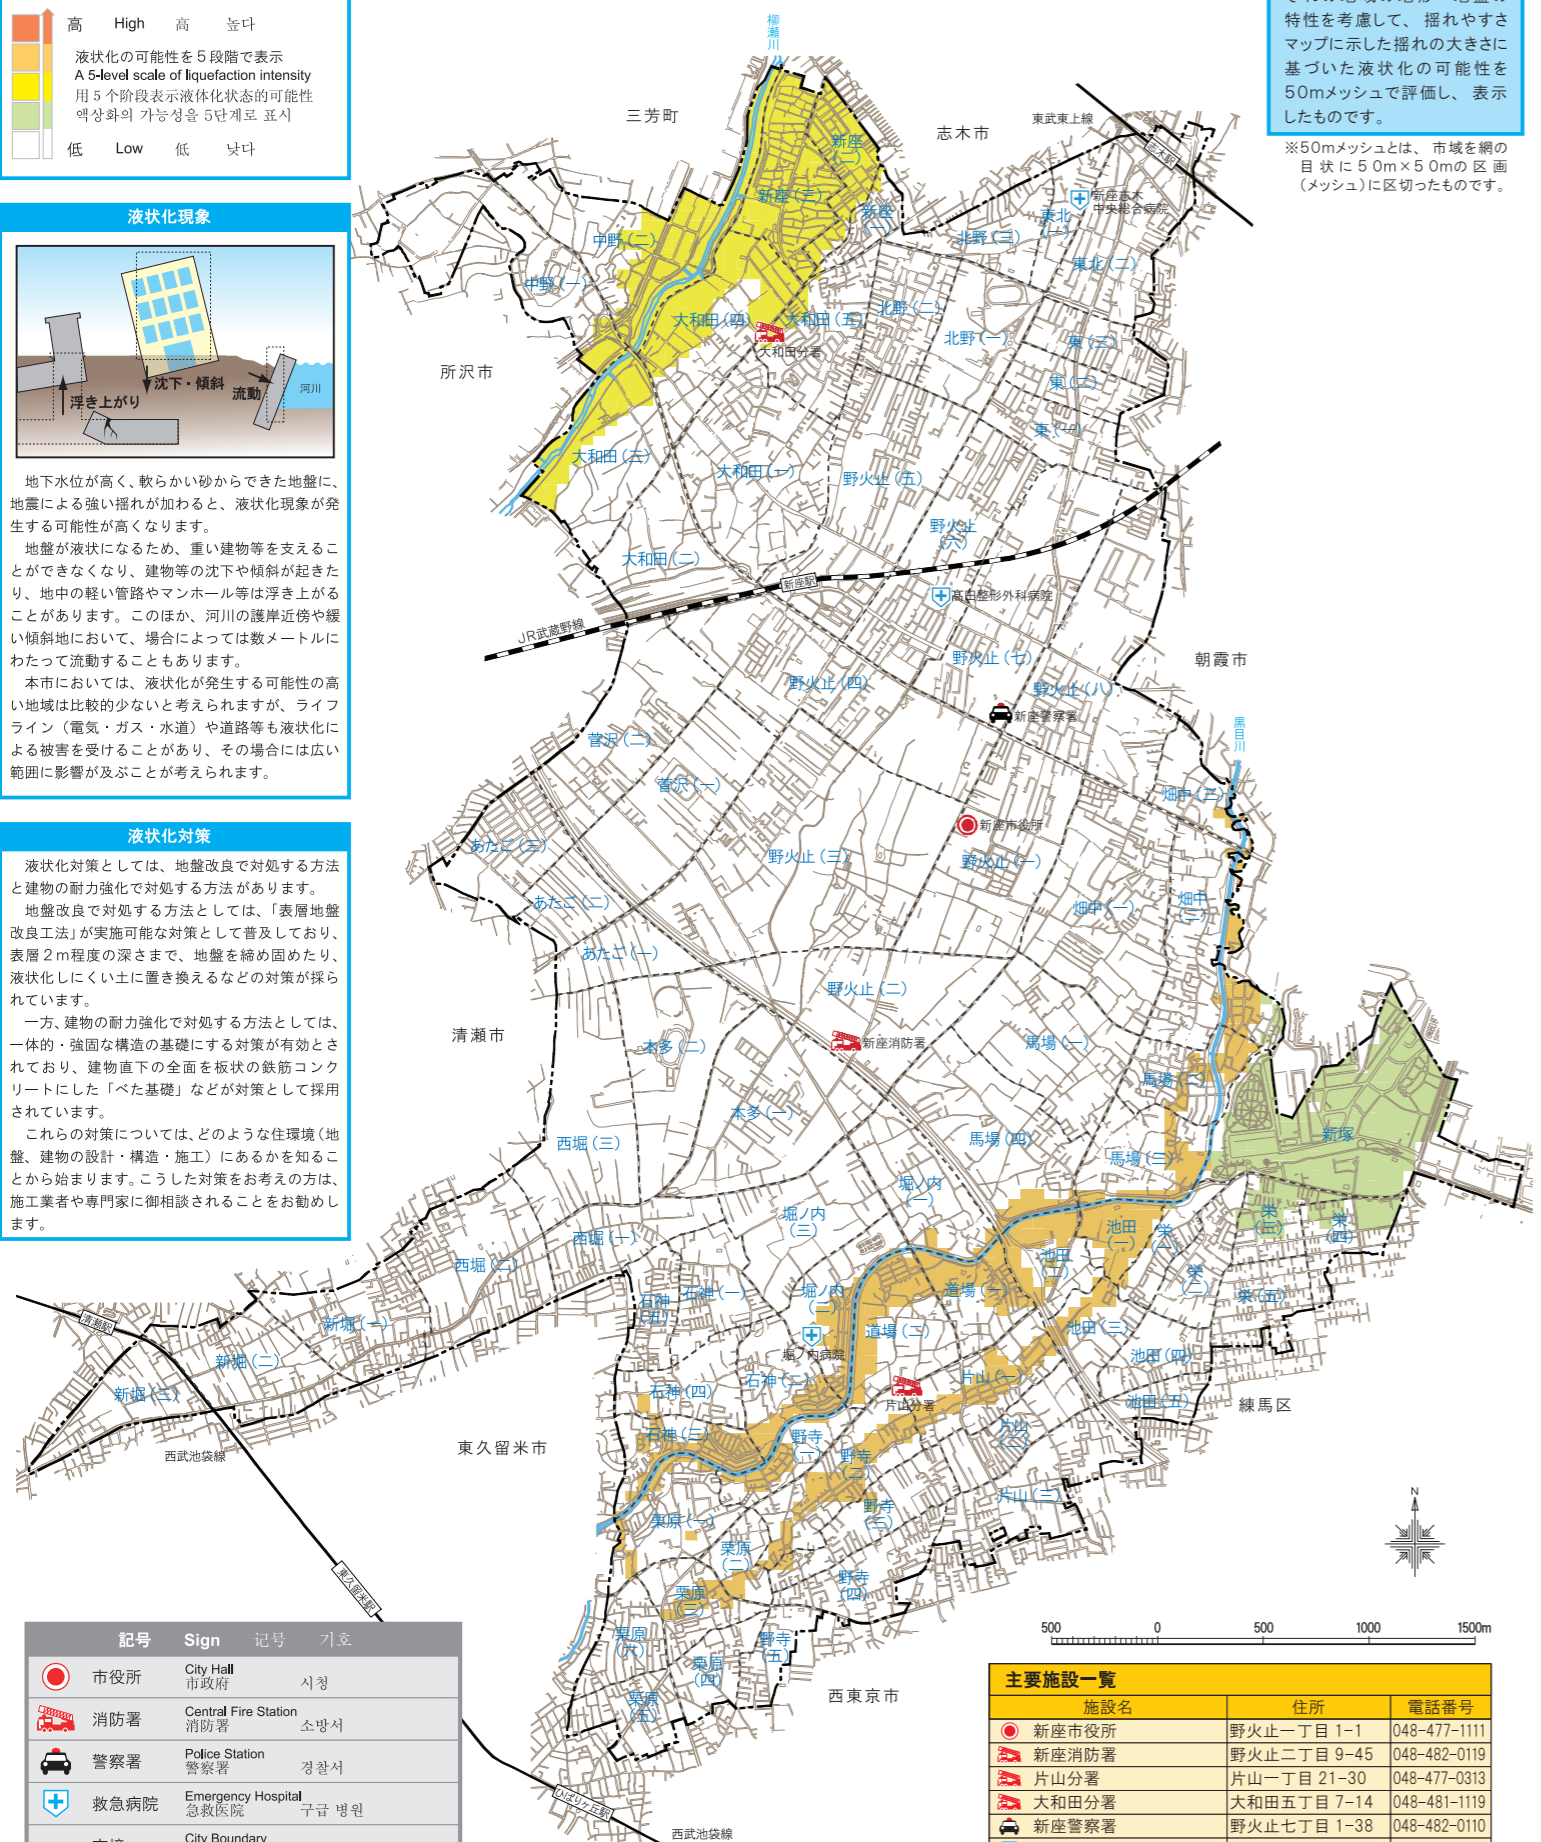 高 High 高 높다
液状化の可能性を５段階で表示
A 5-level scale of liquefaction intensity
用 5 个阶段表示液体化状态的可能性
액상화의 가능성을 5단계로 표시
低 Low 低 낮다
特性を考慮して、揺れやすさ
マップに示した揺れの大きさに
基づいた液状化の可能性を
50mメッシュで評価し、表示
したものです。
※50mメッシュとは、市域を網の
目状に50m×50mの区画
（メッシュ）に区切ったものです。
液状化現象
浮き上がり
沈下・傾斜
流動
河川
地下水位が高く、軟らかい砂からできた地盤に、
地震による強い揺れが加わると、液状化現象が発
生する可能性が高くなります。
地盤が液状になるため、重い建物等を支えるこ
とができなくなり、建物等の沈下や傾斜が起きた
り、地中の軽い管路やマンホール等は浮き上がる
ことがあります。このほか、河川の護岸近傍や緩
い傾斜地において、場合によっては数メートルに
わたって流動することもあります。
本市においては、液状化が発生する可能性の高
い地域は比較的少ないと考えられますが、ライフ
ライン（電気・ガス・水道）や道路等も液状化に
よる被害を受けることがあり、その場合には広い
範囲に影響が及ぶことが考えられます。
液状化対策
液状化対策としては、地盤改良で対処する方法
と建物の耐力強化で対処する方法があります。
地盤改良で対処する方法としては、「表層地盤
改良工法」が実施可能な対策として普及しており、
表層２ｍ程度の深さまで、地盤を締め固めたり、
液状化しにくい土に置き換えるなどの対策が採ら
れています。
一方、建物の耐力強化で対処する方法としては、
一体的・強固な構造の基礎にする対策が有効とさ
れており、建物直下の全面を板状の鉄筋コンク
リートにした「べた基礎」などが対策として採用
されています。
これらの対策については、どのような住環境（地
盤、建物の設計・構造・施工）にあるかを知るこ
とから始まります。こうした対策をお考えの方は、
施工業者や専門家に御相談されることをお勧めし
ます。
柳瀬川
三芳町
志木市
東武東上線
志木駅
新座(二)
新座(三)
新座(一)
新座志木
中央総合病院
東北(一)
北野(三)
東北(二)
中野(二)
中野(一)
大和田(四)
大和田(五)
大和田分署
北野(二)
北野(一)
東(三)
東(二)
東(一)
所沢市
大和田(三)
大和田(一)
野火止(五)
野火止(六)
大和田(二)
新座駅
JR武蔵野線
高田整形外科病院
野火止(七)
野火止(四)
野火止(八)
朝霞市
新座警察署
黒目川
菅沢(二)
菅沢(一)
畑中(三)
新座市役所
野火止(一)
野火止(三)
あたご(三)
あたご(二)
あたご(一)
畑中(一)
畑中(二)
野火止(二)
清瀬市
本多(二)
新座消防署
馬場(一)
馬場(二)
本多(一)
馬場(四)
馬場(三)
新塚
西堀(三)
堀ノ内(一)
堀ノ内(三)
西堀(一)
西堀(二)
池田(一)
栄(一)
栄(三)
栄(四)
池田(二)
栄(二)
栄(五)
石神(五)
石神(一)
堀ノ内(二)
道場(一)
道場(二)
堀ノ内病院
池田(三)
池田(四)
池田(五)
清瀬駅
新堀(一)
新堀(二)
新堀(三)
西武池袋線
石神(四)
石神(二)
石神(三)
片山(一)
片山分署
片山(二)
片山(三)
練馬区
東久留米市
野寺(一)
野寺(二)
野寺(三)
野寺(四)
野寺(五)
栗原(一)
栗原(二)
栗原(三)
栗原(六)
栗原(四)
栗原(五)
東久留米駅
西東京市
ひばりヶ丘駅
西武池袋線
N
500 0 500 1000 1500m
記号 Sign 记号 기호
市役所 City Hall 市政府 시청
消防署 Central Fire Station 消防署 소방서
警察署 Police Station 警察署 경찰서
救急病院 Emergency Hospital 急救医院 구급 병원
City Boundary
主要施設一覧
施設名 住所 電話番号
新座市役所 野火止一丁目 1-1 048-477-1111
新座消防署 野火止二丁目 9-45 048-482-0119
片山分署 片山一丁目 21-30 048-477-0313
大和田分署 大和田五丁目 7-14 048-481-1119
新座警察署 野火止七丁目 1-38 048-482-0110